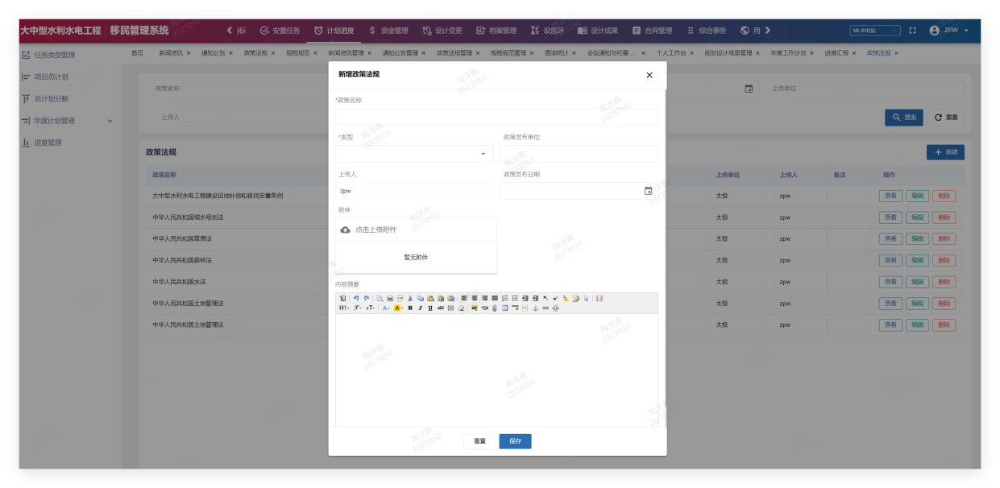 大中型水利水电工程 移民管理系统 标 安置任务 计划进度 资金管理 设计变更 档案管理 设监评 设计成果 合同管理 综合事务 用 ML水电站 ZPW
任务类型管理 首页 新闻资讯 × 通知公告 × 政策法规 × 规程规范 × 新闻资讯管理 × 通知公告管理 × 政策法规管理 × 规程规范管理 × 查询统计 × 会议通知与纪要... × 个人工作台 × 规划设计成果管理 × 年度工作计划 × 进度汇报 × 政策法规 ×
项目总计划
总计划分解
年度计划管理
进度管理
政策名称 上传单位
上传人 搜索 重置
政策法规 + 新建
政策名称 上传单位 上传人 备注 操作
大中型水利水电工程建设征地补偿和移民安置条例 太极 zpw 查看 编辑 删除
中华人民共和国城乡规划法 太极 zpw 查看 编辑 删除
中华人民共和国草原法 太极 zpw 查看 编辑 删除
中华人民共和国森林法 太极 zpw 查看 编辑 删除
中华人民共和国水法 太极 zpw 查看 编辑 删除
中华人民共和国土地管理法 太极 zpw 查看 编辑 删除
中华人民共和国土地管理法 太极 zpw 查看 编辑 删除
新增政策法规 ×
*政策名称
*类型 政策发布单位
上传人 政策发布日期
zpw
附件
点击上传附件
暂无附件
内容摘要
重置 保存
2023050